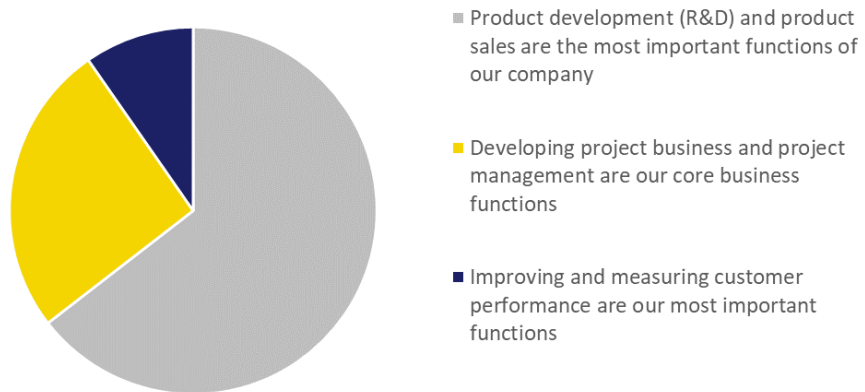 Product development (R&D) and product
sales are the most important functions of
our company
Developing project business and project
management are our core business
functions
Improving and measuring customer
performance are our most important
functions